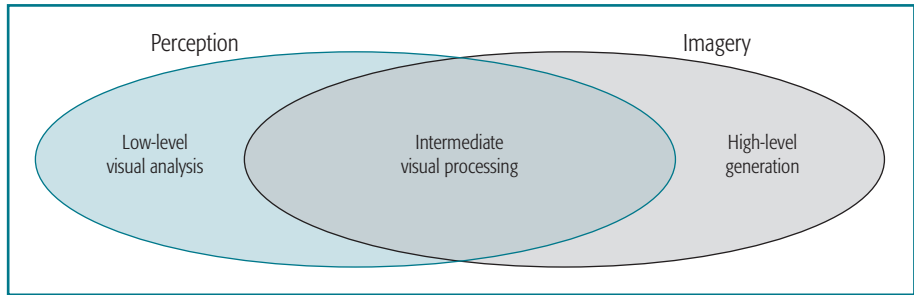 Perception
Imagery
Low-level
visual analysis
Intermediate
visual processing
High-level
generation